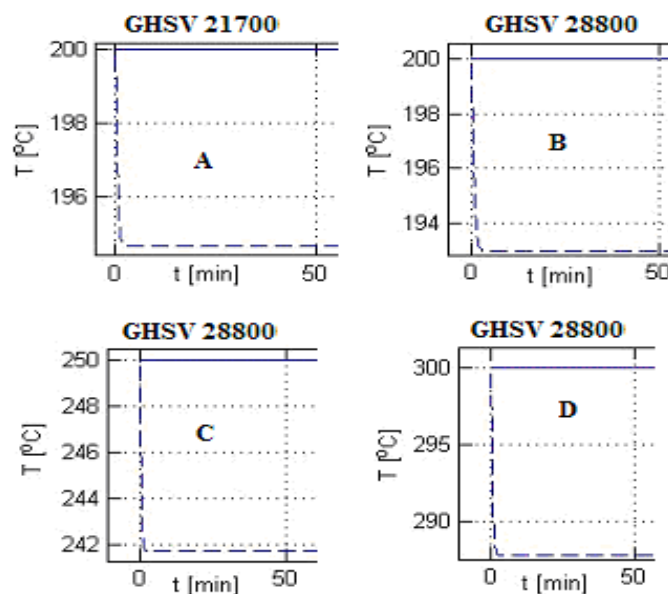 GHSV 21700
200
198
196
T [ºC]
A
0
50
t [min]
GHSV 28800
200
198
196
194
T [ºC]
B
0
50
t [min]
GHSV 28800
250
248
246
244
242
T [ºC]
C
0
50
t [min]
GHSV 28800
300
295
290
T [ºC]
D
0
50
t [min]